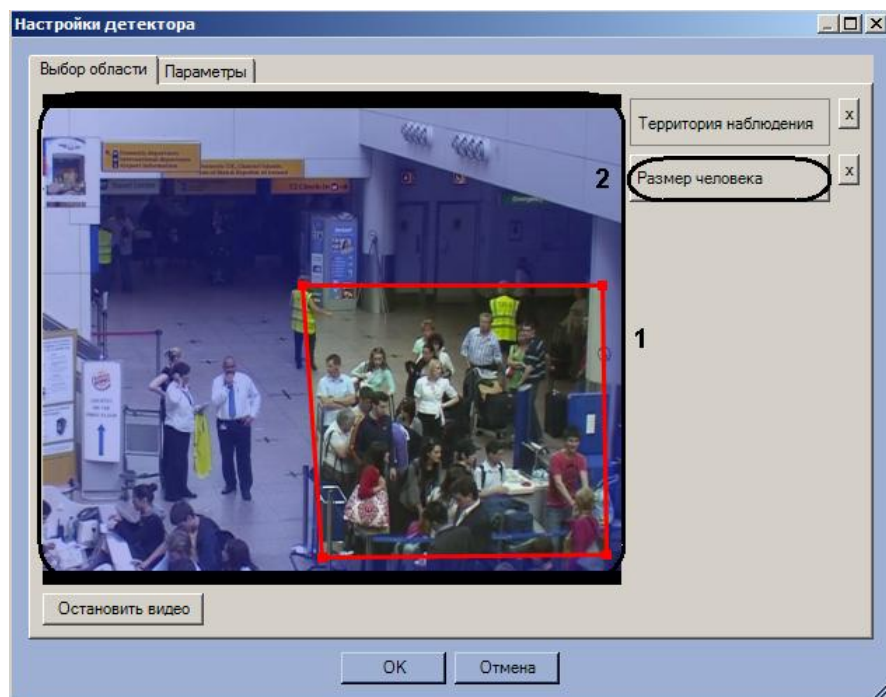 Настройки детектора
Выбор области
Параметры
Территория наблюдения
x
2
Размер человека
x
1
Остановить видео
OK
Отмена